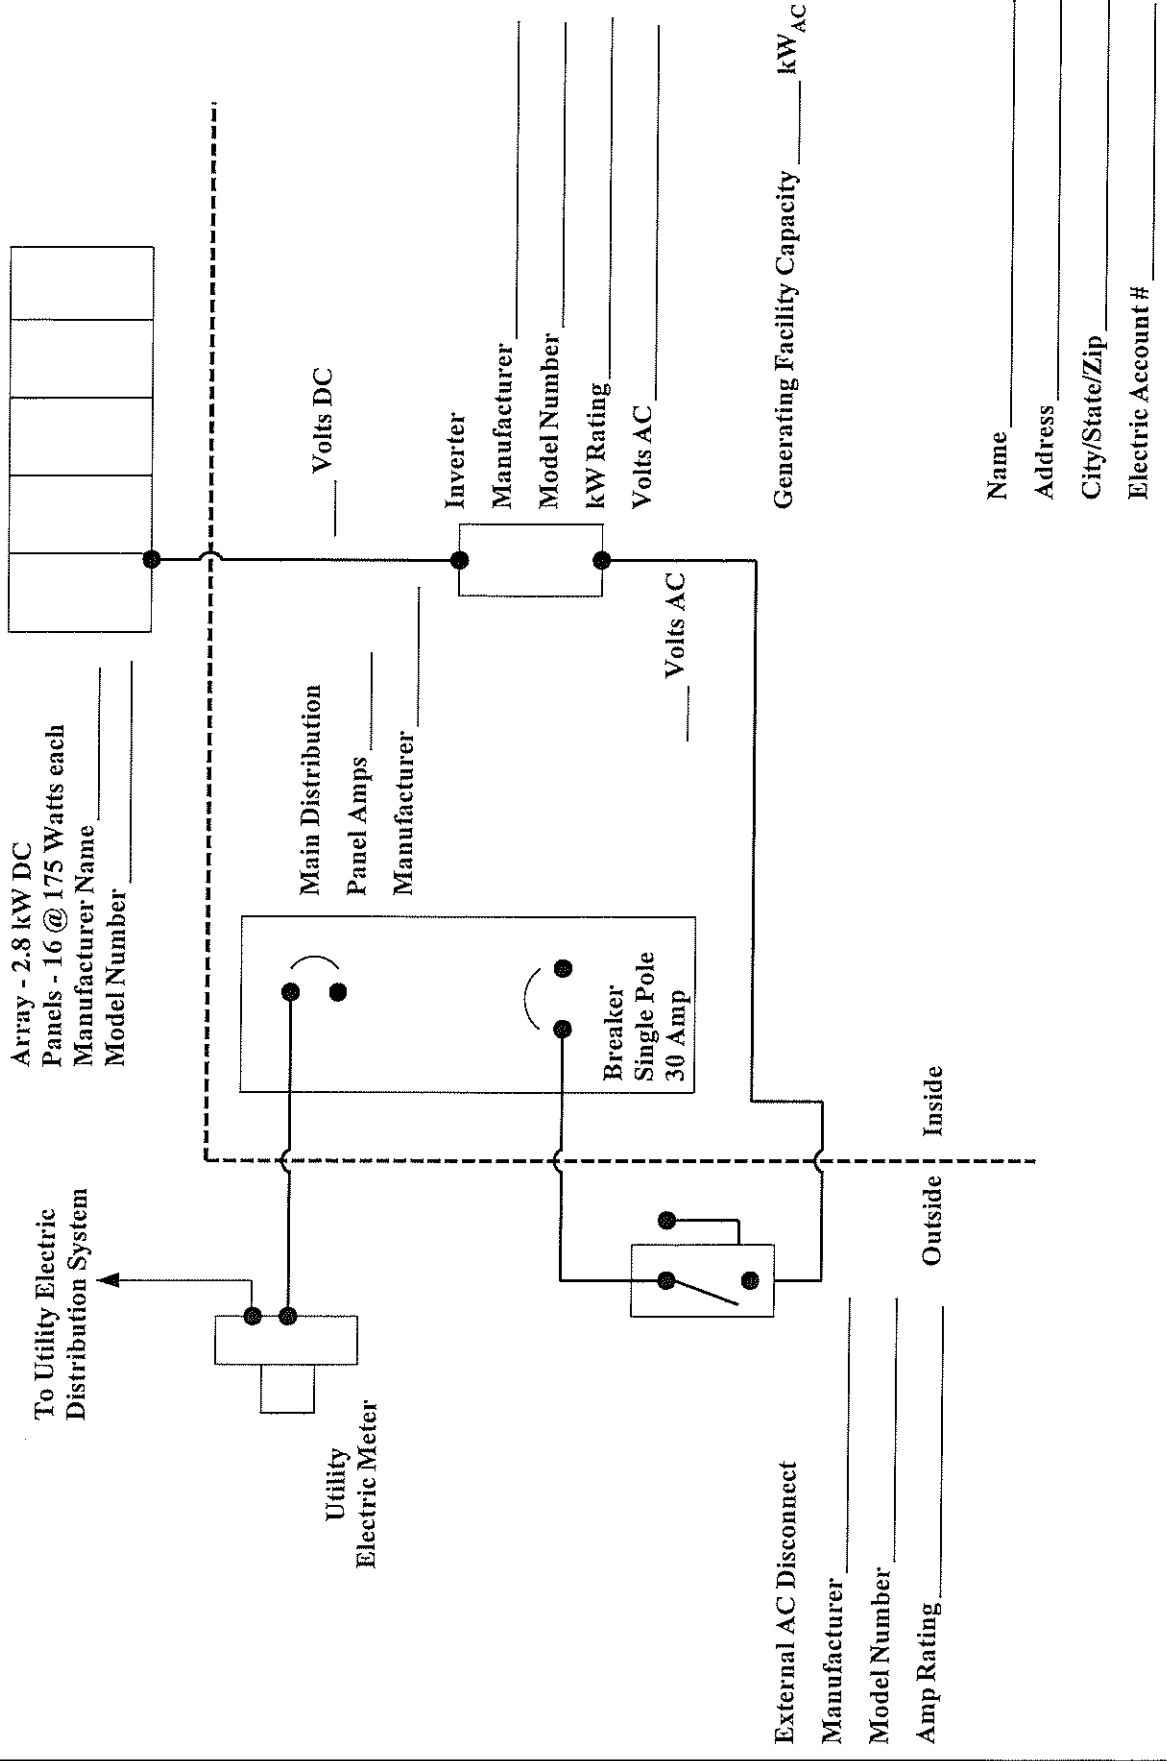 To Utility Electric
Distribution System
Utility
Electric Meter
Array - 2.8 kW DC
Panels - 16 @ 175 Watts each
Manufacturer Name
Model Number
Main Distribution
Panel Amps
Manufacturer
Volts DC
Breaker
Single Pole
30 Amp
Inverter
Manufacturer
Model Number
kW Rating
Volts AC
Volts AC
Generating Facility Capacity ____ kW AC
Outside
Inside
External AC Disconnect
Manufacturer
Model Number
Amp Rating
Name
Address
City/State/Zip
Electric Account #